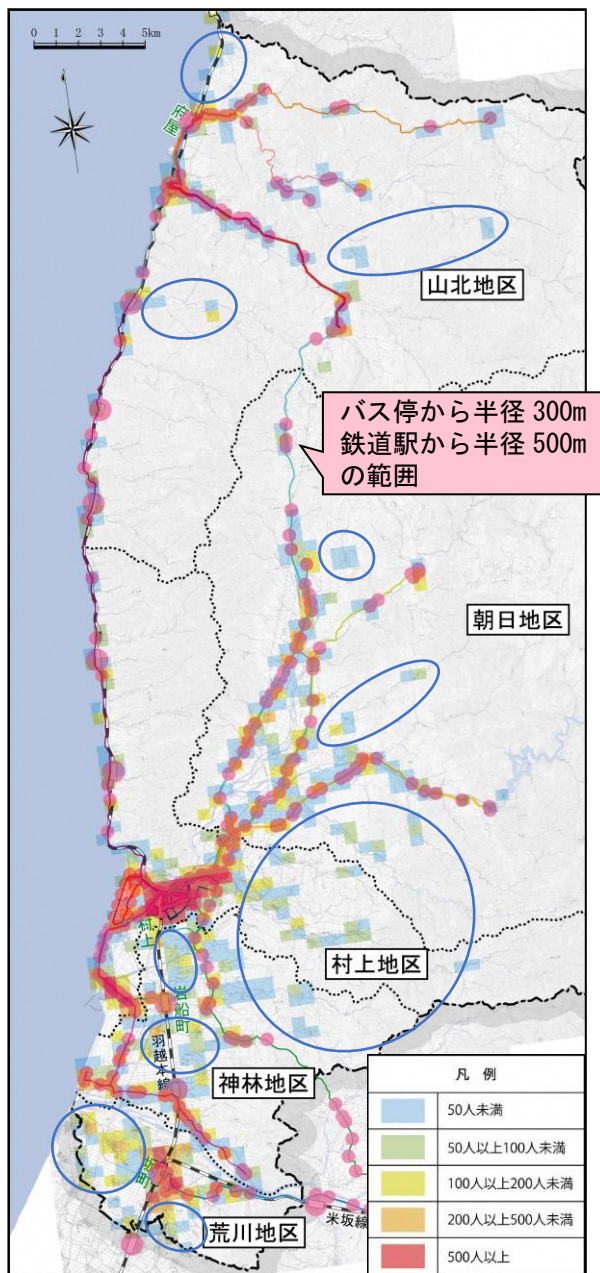 0 1 2 3 4 5km
府屋
山北地区
バス停から半径 300m
鉄道駅から半径 500m
の範囲
朝日地区
村上
村上地区
岩船町
羽越本線
神林地区
坂町
米坂線
荒川地区
凡 例
50人未満
50人以上100人未満
100人以上200人未満
200人以上500人未満
500人以上